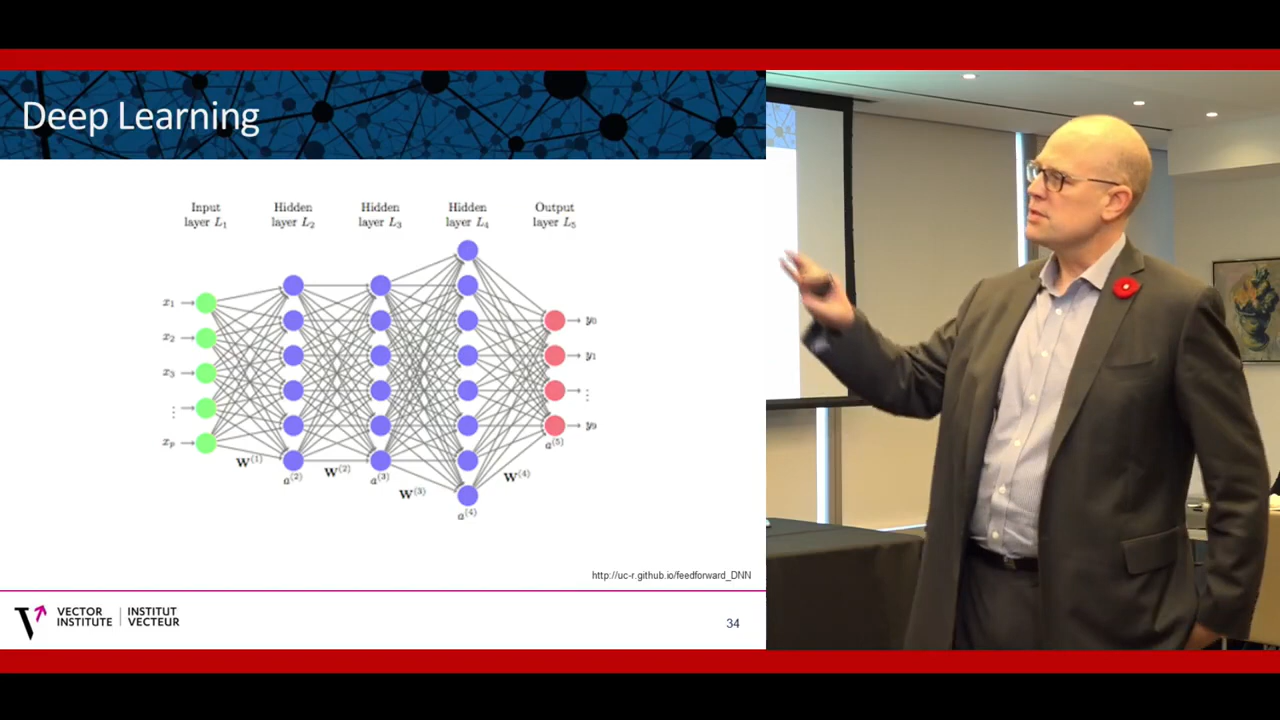 Deep Learning
Input
layer L₁
Hidden
layer L₂
Hidden
layer L₃
Hidden
layer L₄
Output
layer L₅
x₁
x₂
x₃
⋮
xₚ
y₀
y₁
⋮
y₉
W⁽¹⁾
a⁽²⁾
W⁽²⁾
a⁽³⁾
W⁽³⁾
a⁽⁴⁾
W⁽⁴⁾
a⁽⁵⁾
http://uc-r.github.io/feedforward_DNN
VECTOR
INSTITUTE
INSTITUT
VECTEUR
34